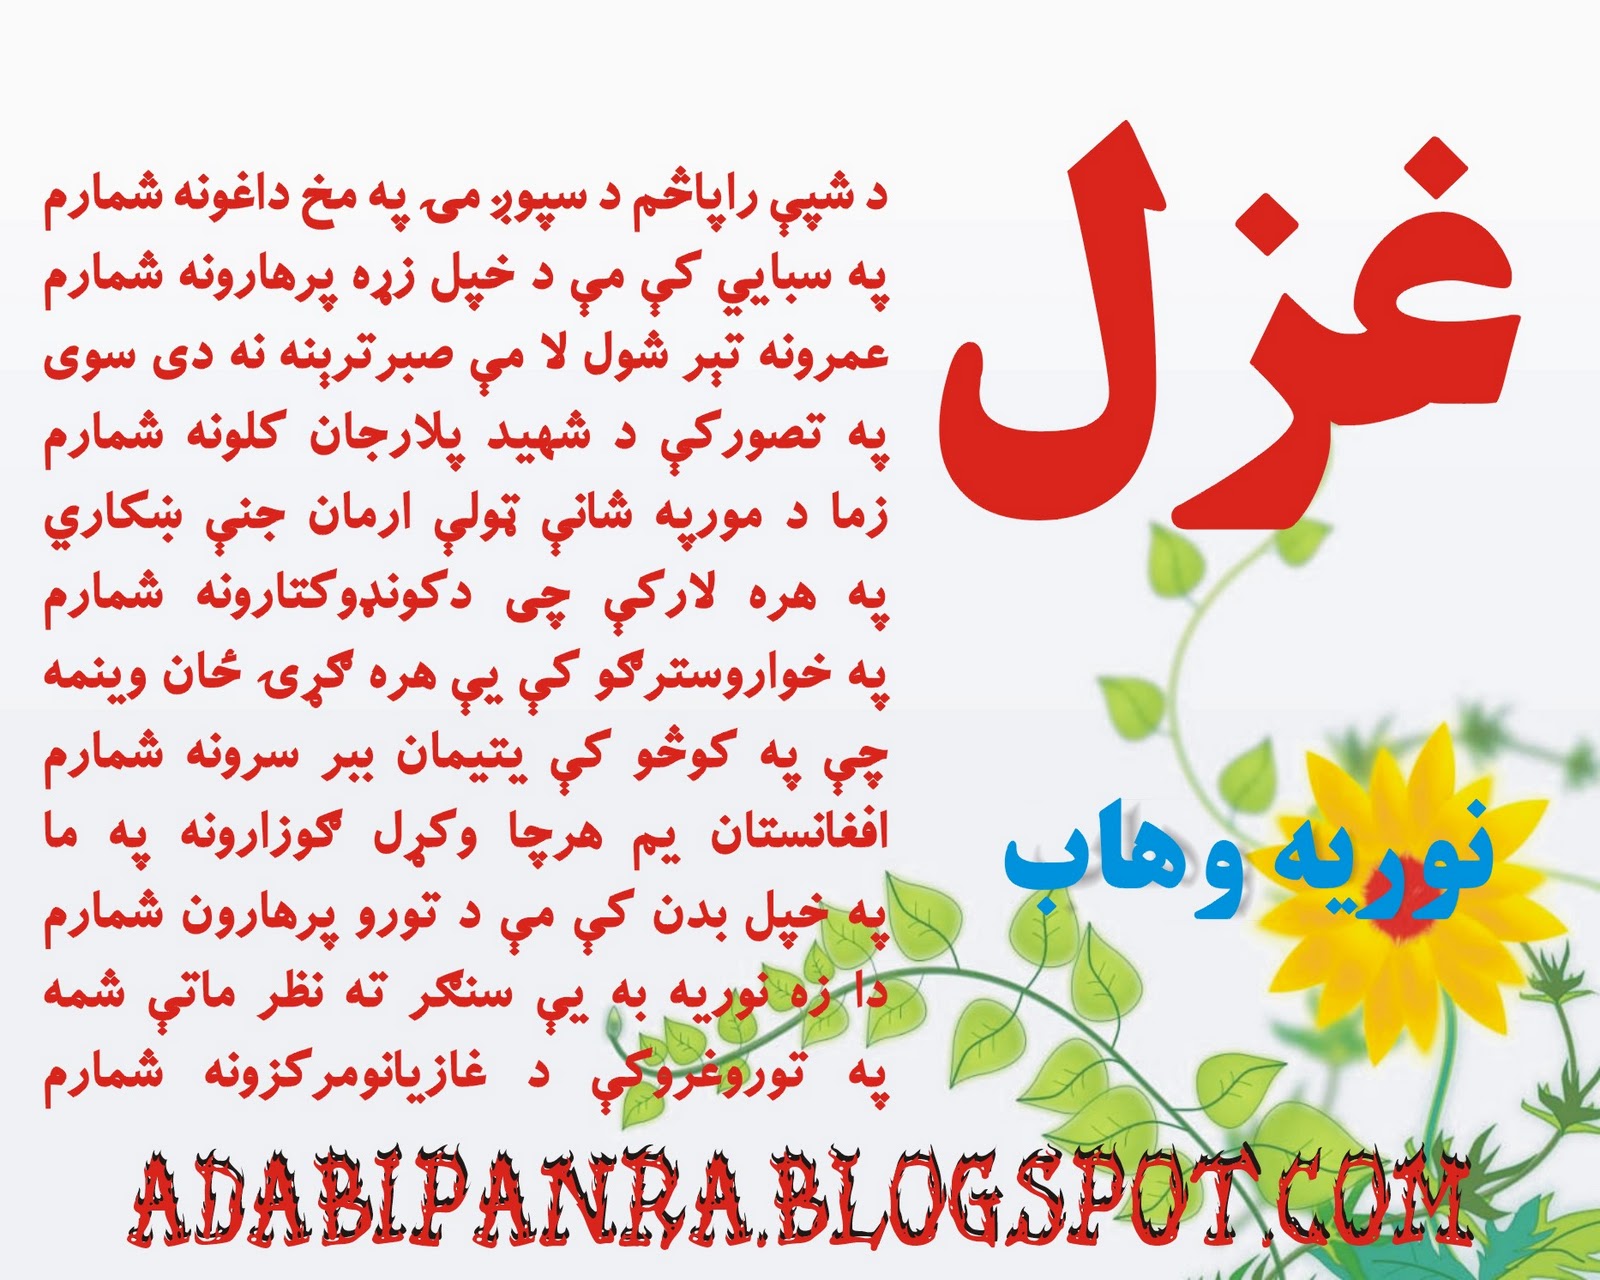 غزل
د شپې راپاڅم د سپوږمۍ په مخ داغونه شمارم
په سبايي کې مې د خپل زړه پرهارونه شمارم
عمرونه تېر شول لا مې صبرترېنه نه دی سوی
په تصورکې د شهيد پلارجان کلونه شمارم
زما د مورپه شانې ټولې ارمان جنې ښکاري
په هره لارکې چی دکونډوکتارونه شمارم
په خواروسترګو کې يې هره ګړۍ ځان وينمه
چې په کوڅو کې يتيمان ببر سرونه شمارم
افغانستان يم هرچا وکړل ګوزارونه په ما
په خپل بدن کې مې د تورو پرهارون شمارم
دا زه نوريه به يې سنګر ته نظر ماتې شمه
په توروغروکې د غازيانومرکزونه شمارم
نوريه وهاب
ADABIPANRA.BLOGSPOT.COM